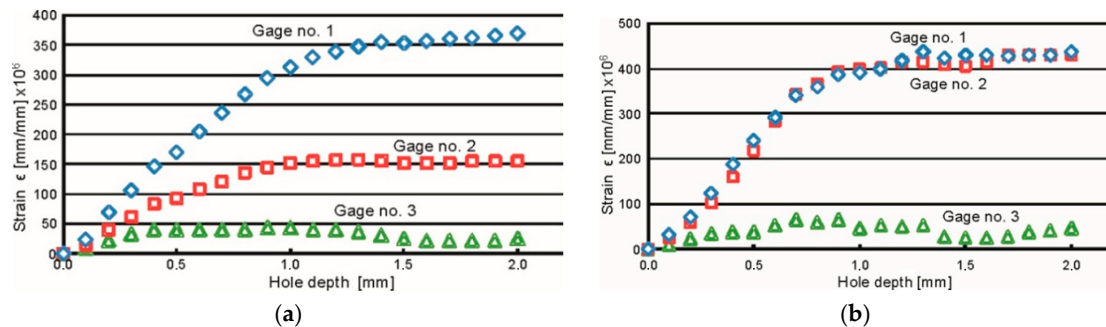 400
350
300
250
200
150
100
50
0
Strain ε [mm/mm] x10⁶
Gage no. 1
Gage no. 2
Gage no. 3
0.0 0.5 1.0 1.5 2.0
Hole depth [mm]
(a)
500
400
300
200
100
0
Strain ε [mm/mm] x10⁶
Gage no. 1
Gage no. 2
Gage no. 3
0.0 0.5 1.0 1.5 2.0
Hole depth [mm]
(b)